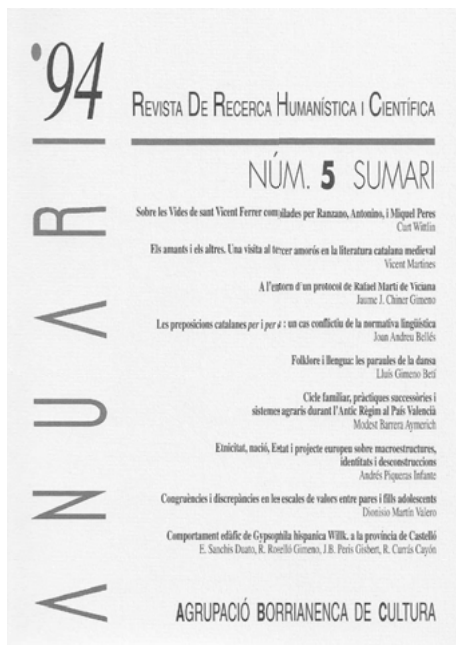 '94
ANUARI
REVISTA DE RECERCA HUMANÍSTICA I CIENTÍFICA
NÚM. 5 SUMARI
Sobre les Vides de sant Vicent Ferrer compilades per Ranzano, Antonino, i Miquel Peres
Curt Wittlin
Els amants i els altres. Una visita al tercer amorós en la literatura catalana medieval
Vicent Martines
A l'entorn d'un protocol de Rafael Martí de Viciana
Jaume J. Chiner Gimeno
Les preposicions catalanes per i per a : un cas conflictiu de la normativa lingüística
Joan Andreu Bellés
Folklore i llengua: les paraules de la dansa
Lluís Gimeno Betí
Cicle familiar, pràctiques successòries i
sistemes agraris durant l'Antic Règim al País Valencià
Modest Barrera Aymerich
Etnicitat, nació, Estat i projecte europeu sobre macroestructures,
identitats i desconstruccions
Andrés Piqueras Infante
Congruències i discrepàncies en les escales de valors entre pares i fills adolescents
Dionisio Martín Valero
Comportament edàfic de Gypsophila hispanica Willk. a la província de Castelló
E. Sanchis Duato, R. Rosselló Gimeno, J.B. Peris Gisbert, R. Currás Cayón
AGRUPACIÓ BORRIANENCA DE CULTURA